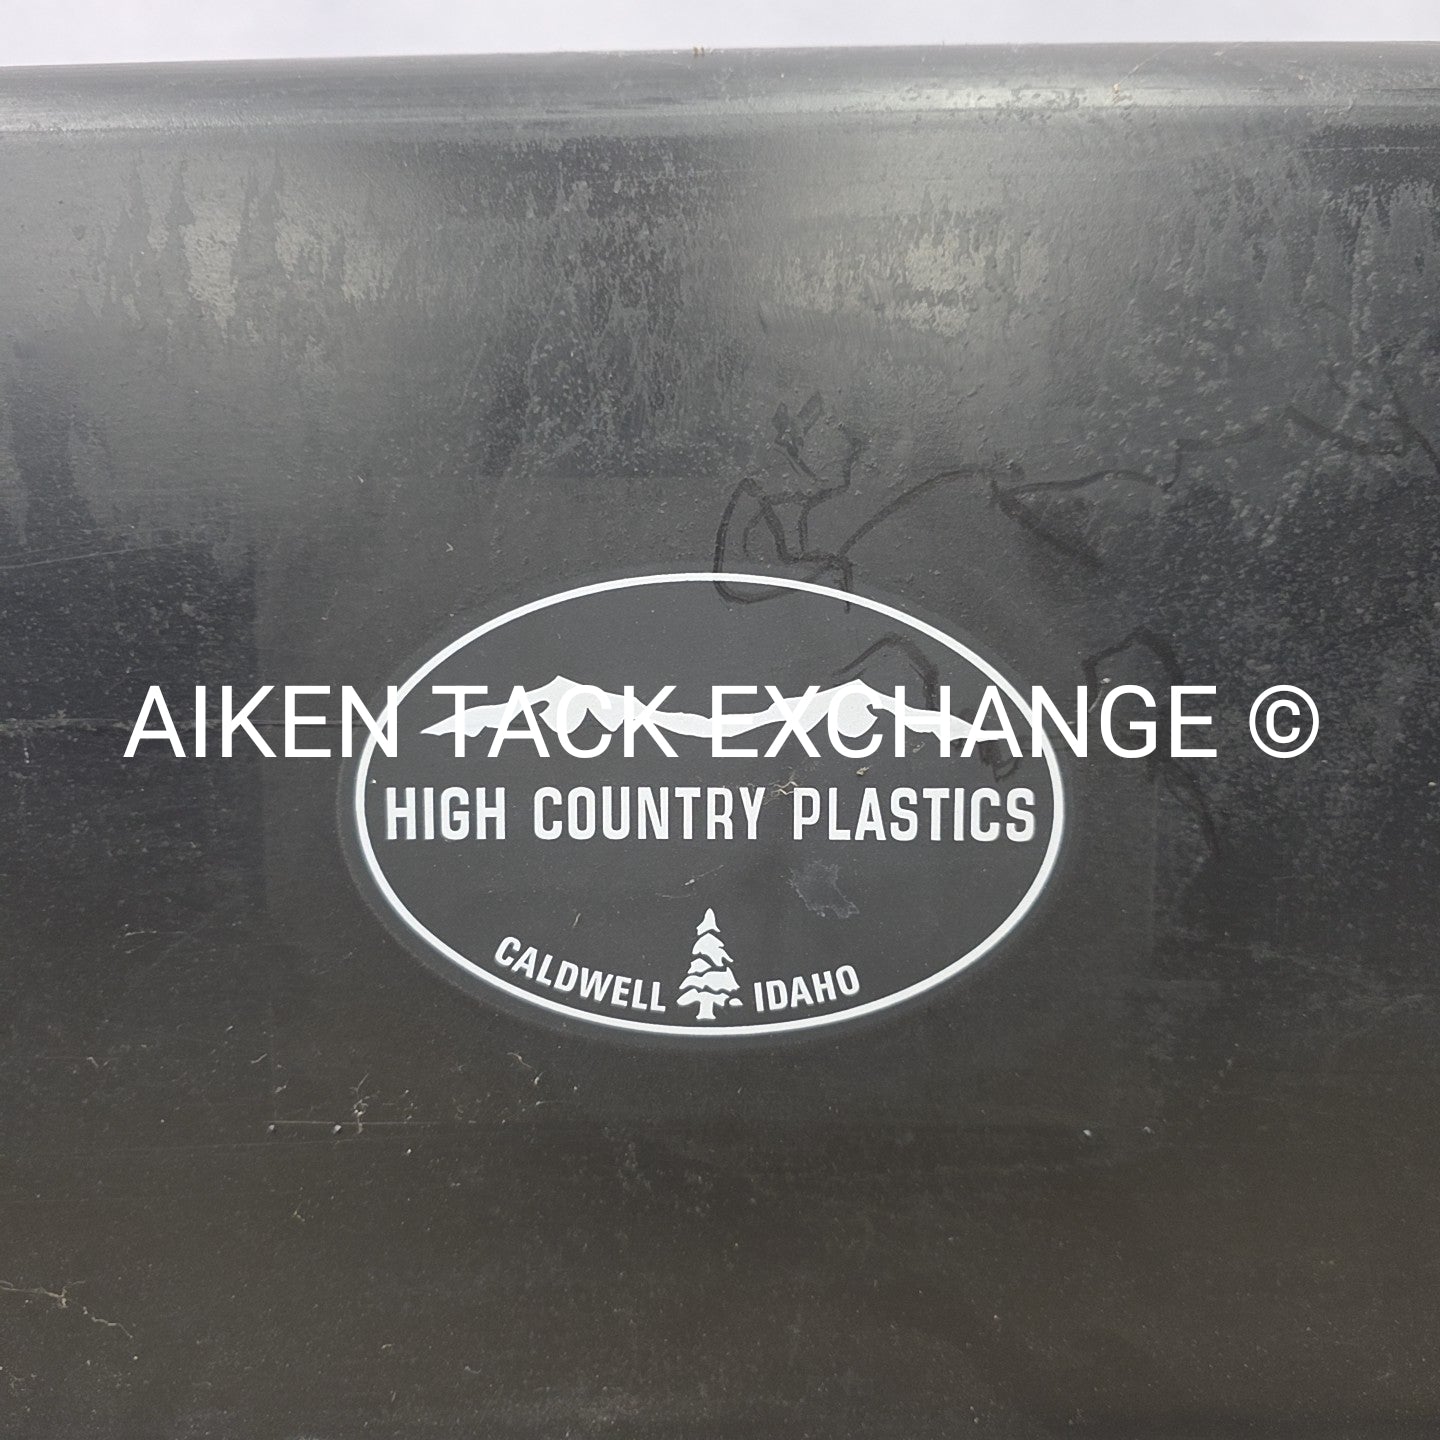 AIKEN TACK EXCHANGE ©
HIGH COUNTRY PLASTICS
CALDWELL IDAHO